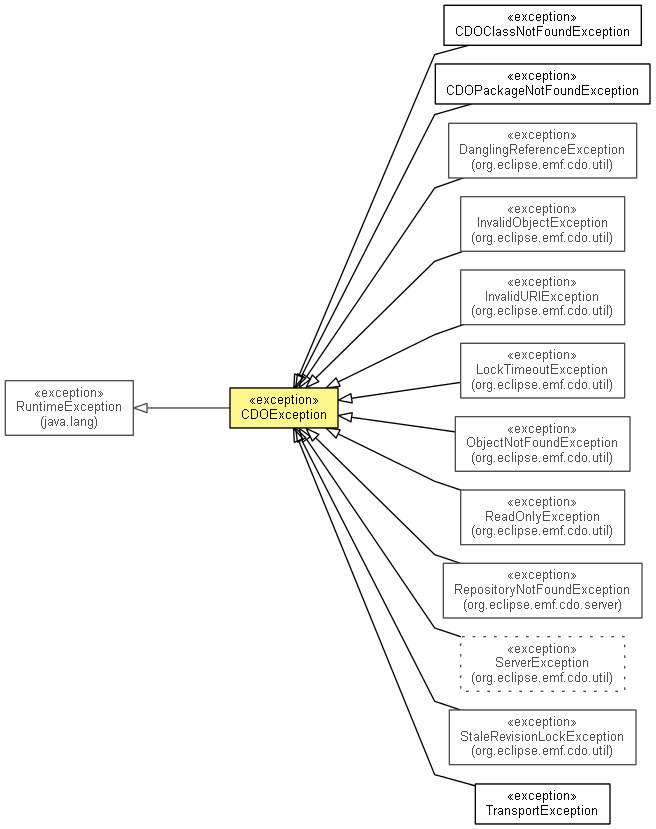 «exception»
CDOClassNotFoundException
«exception»
CDOPackageNotFoundException
«exception»
DanglingReferenceException
(org.eclipse.emf.cdo.util)
«exception»
InvalidObjectException
(org.eclipse.emf.cdo.util)
«exception»
InvalidURIException
(org.eclipse.emf.cdo.util)
«exception»
LockTimeoutException
(org.eclipse.emf.cdo.util)
«exception»
RuntimeException
(java.lang)
«exception»
CDOException
«exception»
ObjectNotFoundException
(org.eclipse.emf.cdo.util)
«exception»
ReadOnlyException
(org.eclipse.emf.cdo.util)
«exception»
RepositoryNotFoundException
(org.eclipse.emf.cdo.server)
«exception»
ServerException
(org.eclipse.emf.cdo.util)
«exception»
StaleRevisionLockException
(org.eclipse.emf.cdo.util)
«exception»
TransportException